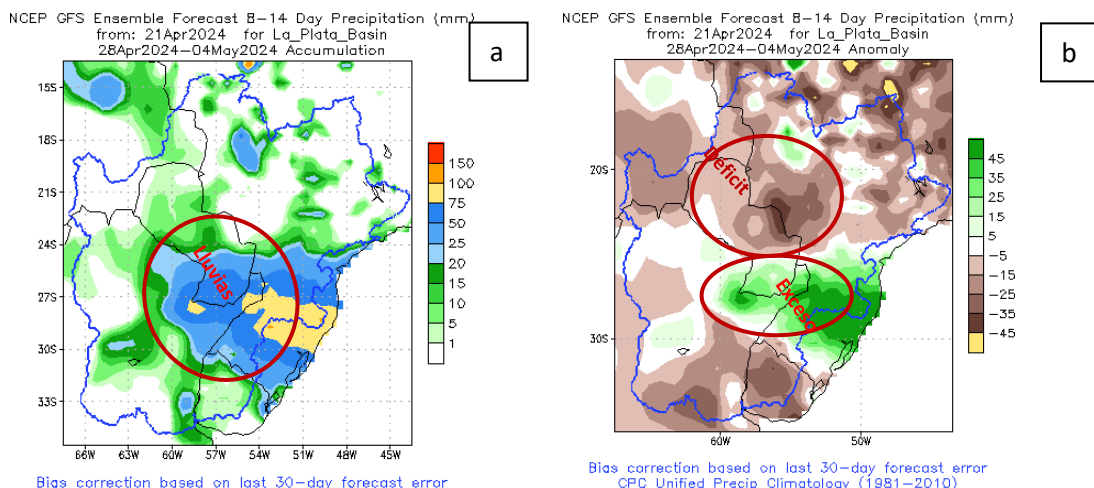 NCEP GFS Ensemble Forecast 8-14 Day Precipitation (mm)
from: 21Apr2024 for La_Plata_Basin
28Apr2024-04May2024 Accumulation
a
15S
18S
21S
24S
27S
30S
33S
66W 63W 60W 57W 54W 51W 48W 45W
Lluvias
150
100
75
50
25
20
15
10
5
1
Bias correction based on last 30-day forecast error
NCEP GFS Ensemble Forecast 8-14 Day Precipitation (mm)
from: 21Apr2024 for La_Plata_Basin
28Apr2024-04May2024 Anomaly
b
20S
30S
60W 50W
Deficit
Exceso
45
35
25
15
5
-5
-15
-25
-35
-45
Bias correction based on last 30-day forecast error
CPC Unified Precip Climatology (1981-2010)